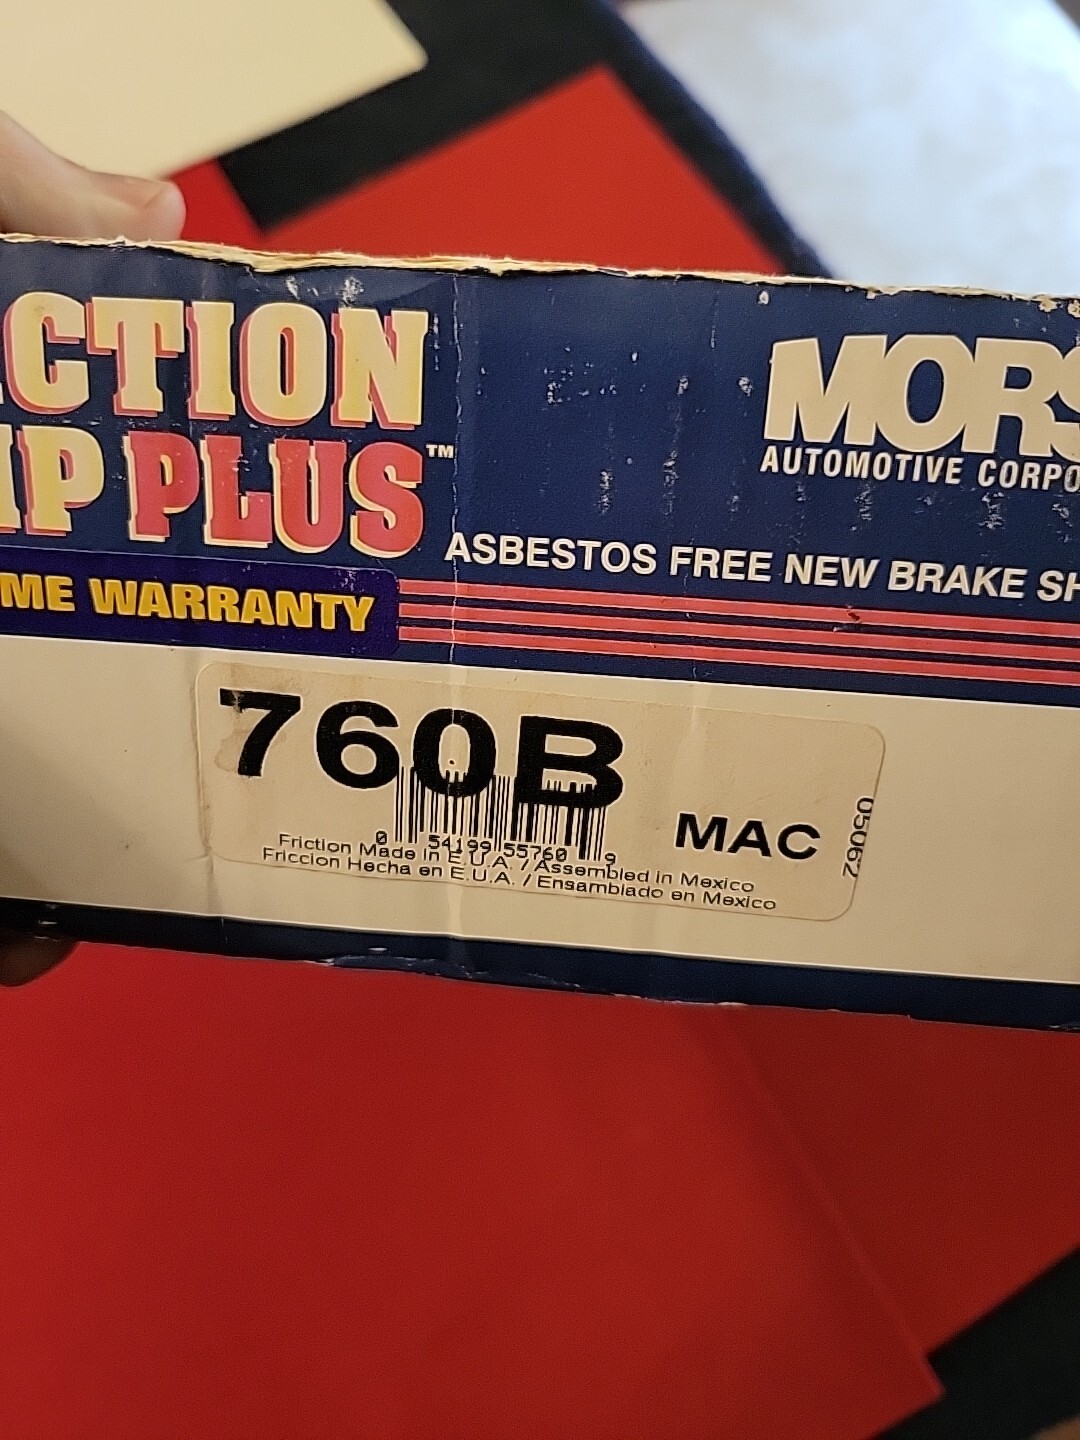 CTION
IP PLUS™
ME WARRANTY
MORS
AUTOMOTIVE CORPO
ASBESTOS FREE NEW BRAKE SH
760B
0 54199 55760 9
MAC
05062
Friction Made in E.U.A. / Assembled in Mexico
Friccion Hecha en E.U.A. / Ensamblado en Mexico